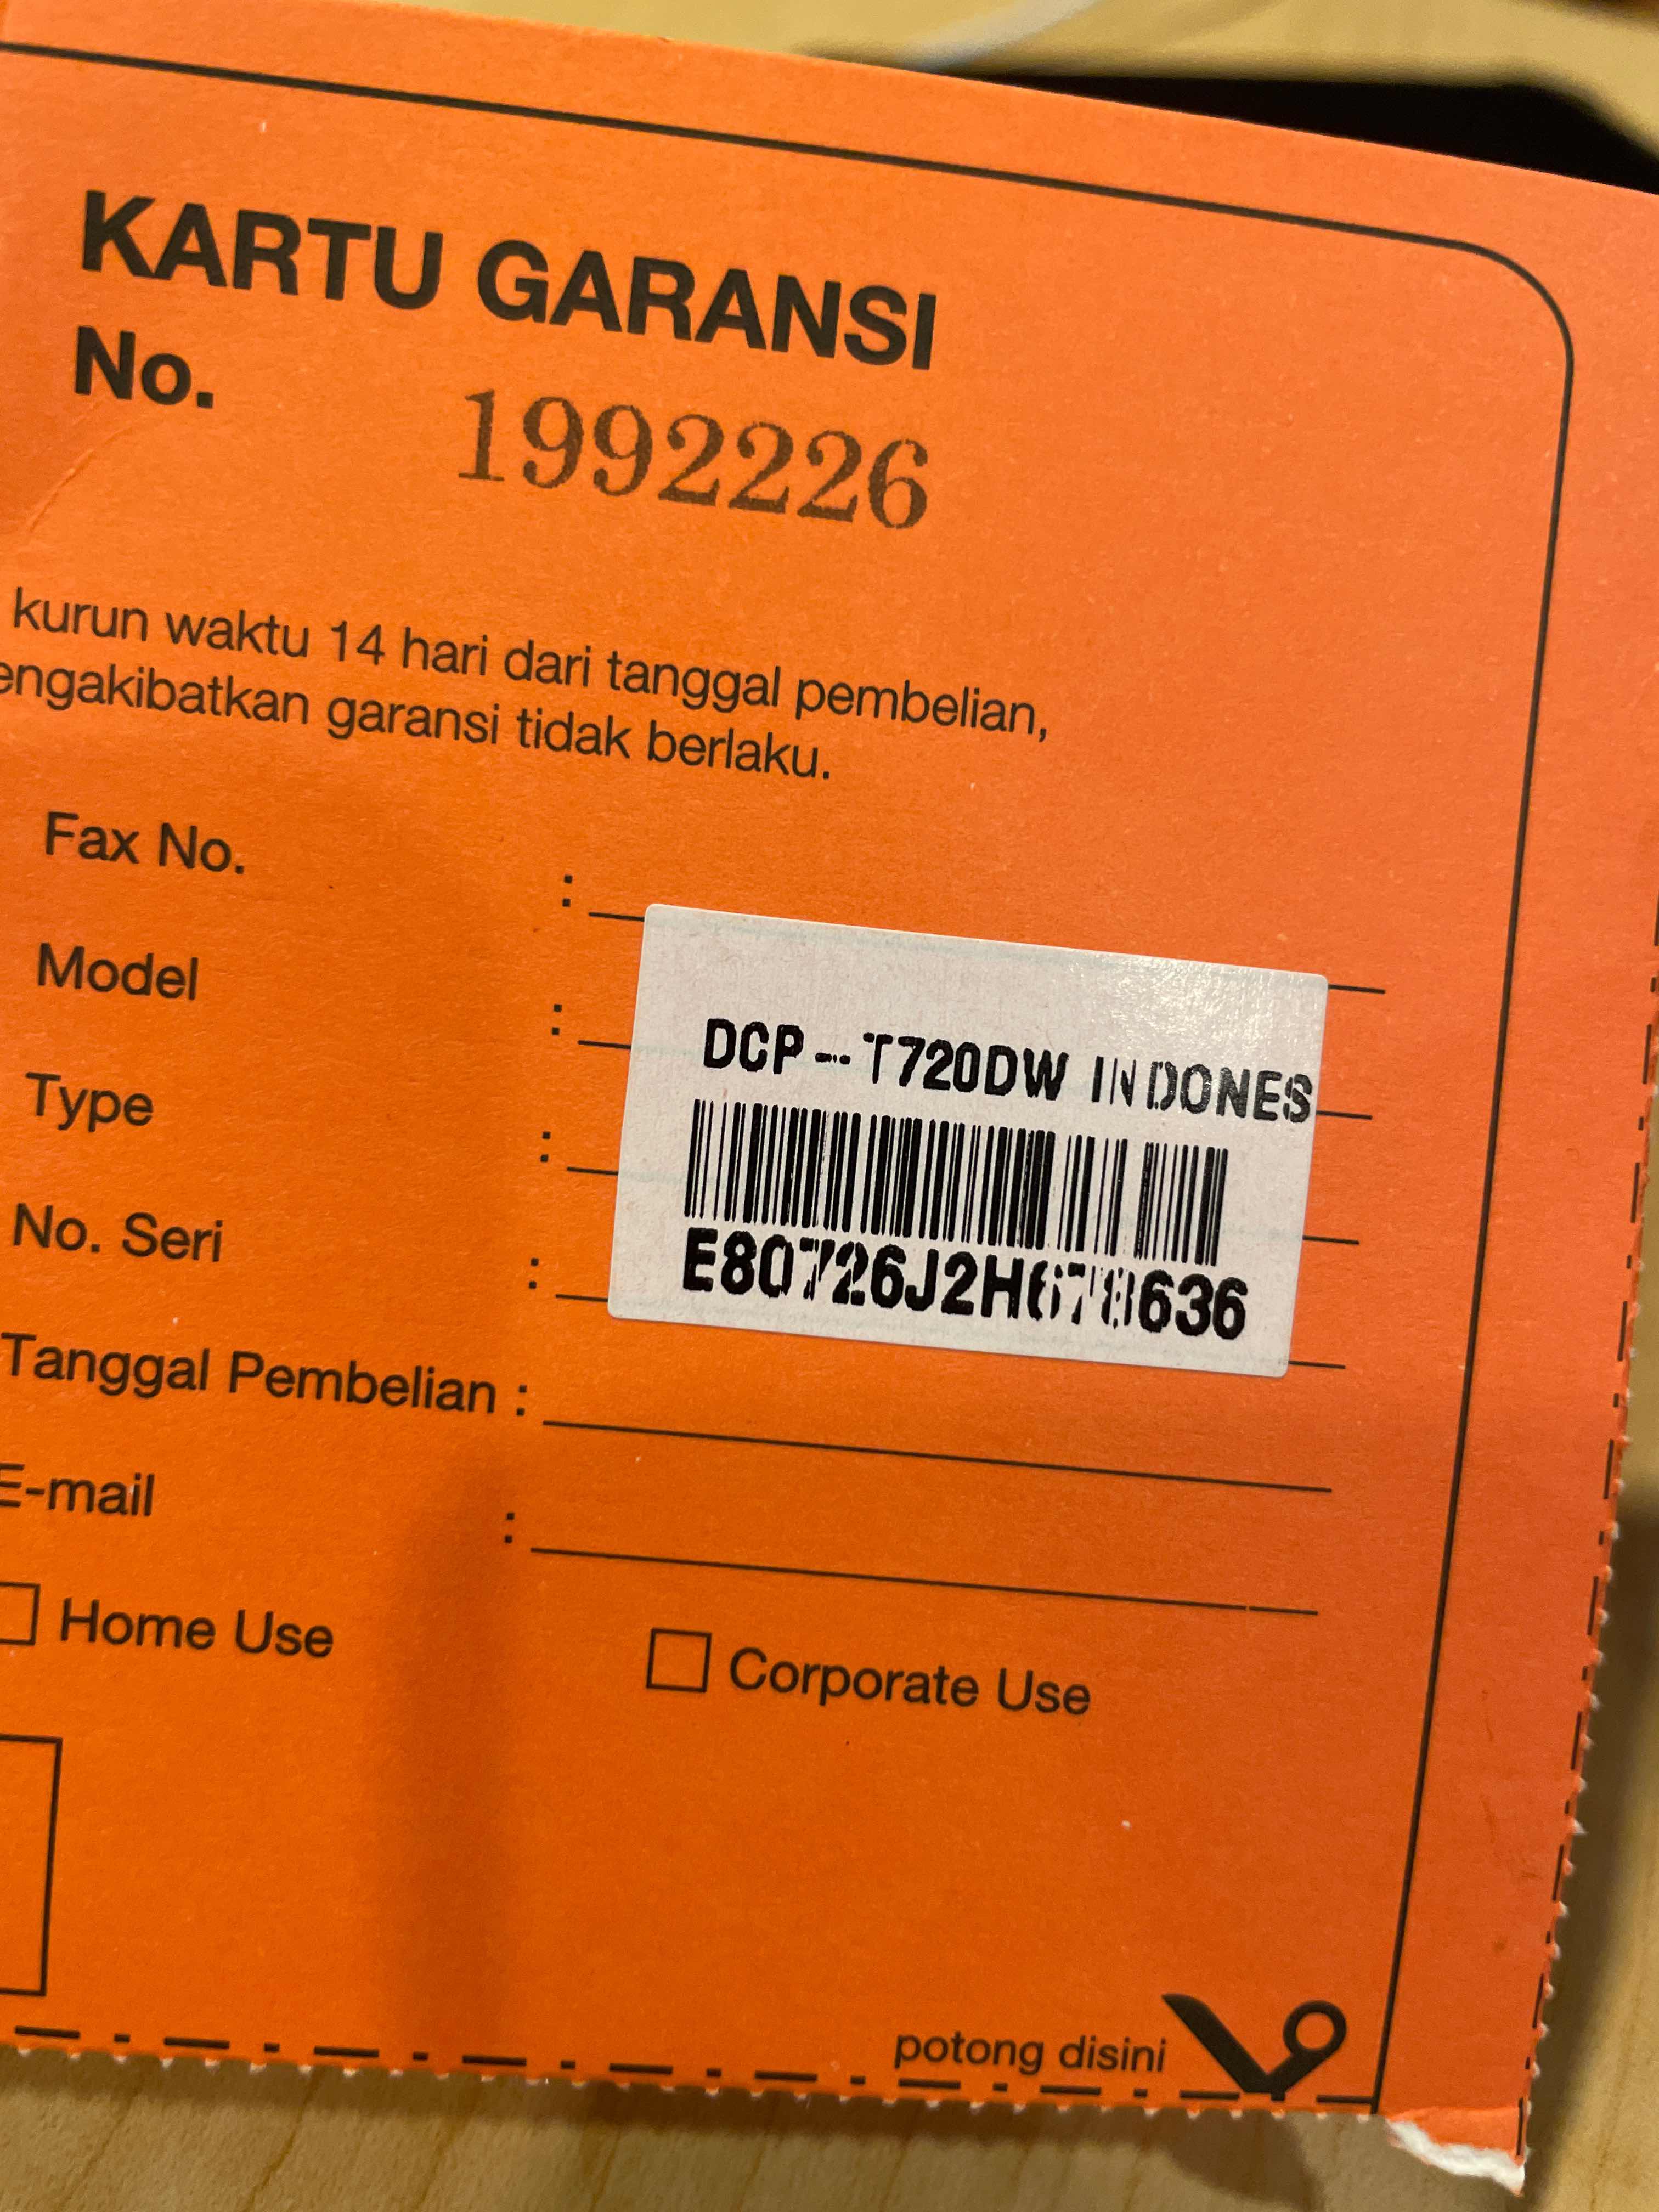 KARTU GARANSI
No. 1992226
kurun waktu 14 hari dari tanggal pembelian,
engakibatkan garansi tidak berlaku.
Fax No. :
Model :
DCP-T720DW INDONES
Type :
No. Seri :
E80726J2H678636
Tanggal Pembelian :
E-mail :
Home Use
Corporate Use
potong disini